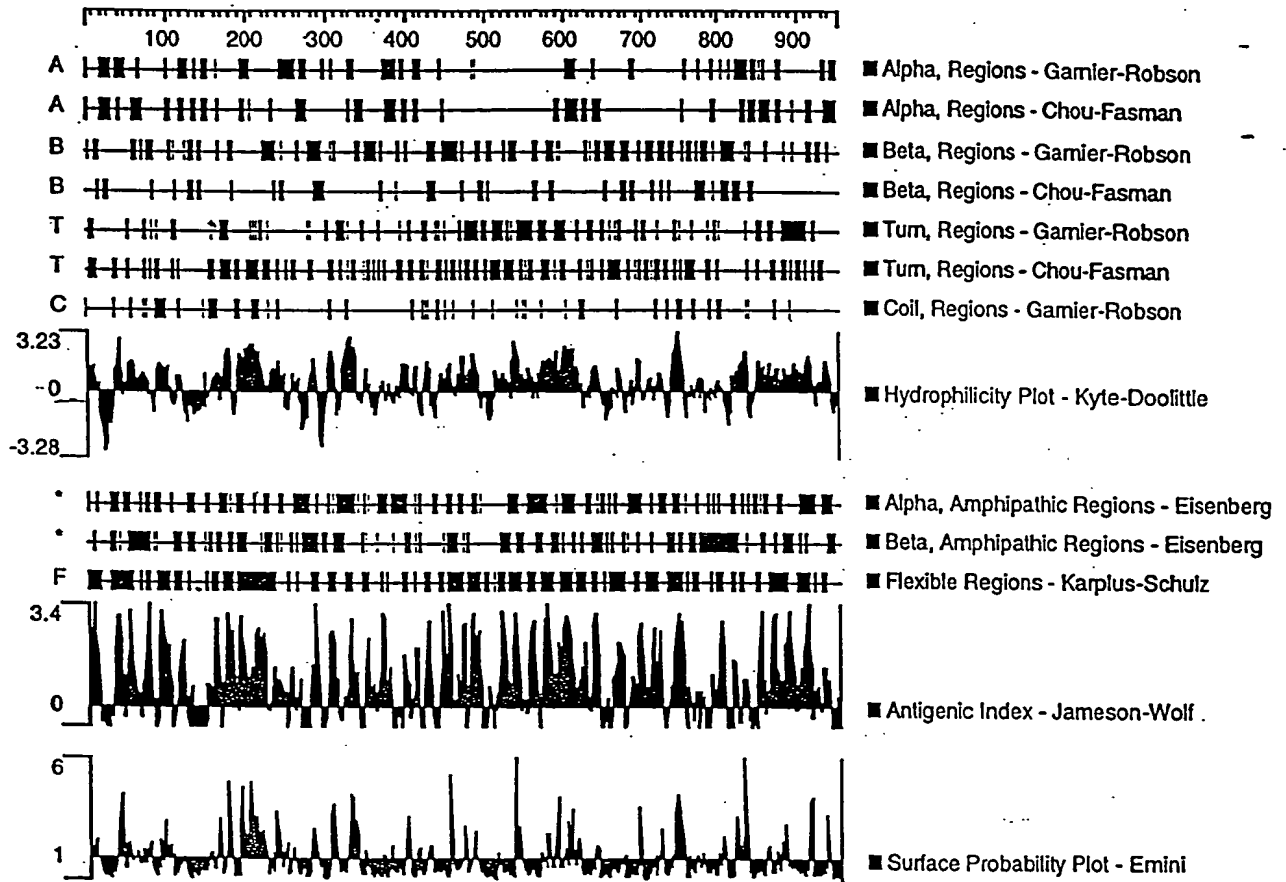 100 200 300 400 500 600 700 800 900
A Alpha, Regions - Garnier-Robson
A Alpha, Regions - Chou-Fasman
B Beta, Regions - Garnier-Robson
B Beta, Regions - Chou-Fasman
T Turn, Regions - Garnier-Robson
T Turn, Regions - Chou-Fasman
C Coil, Regions - Garnier-Robson
3.23
0 Hydrophilicity Plot - Kyte-Doolittle
-3.28
* Alpha, Amphipathic Regions - Eisenberg
* Beta, Amphipathic Regions - Eisenberg
F Flexible Regions - Karplus-Schulz
3.4
0 Antigenic Index - Jameson-Wolf
6
1 Surface Probability Plot - Emini